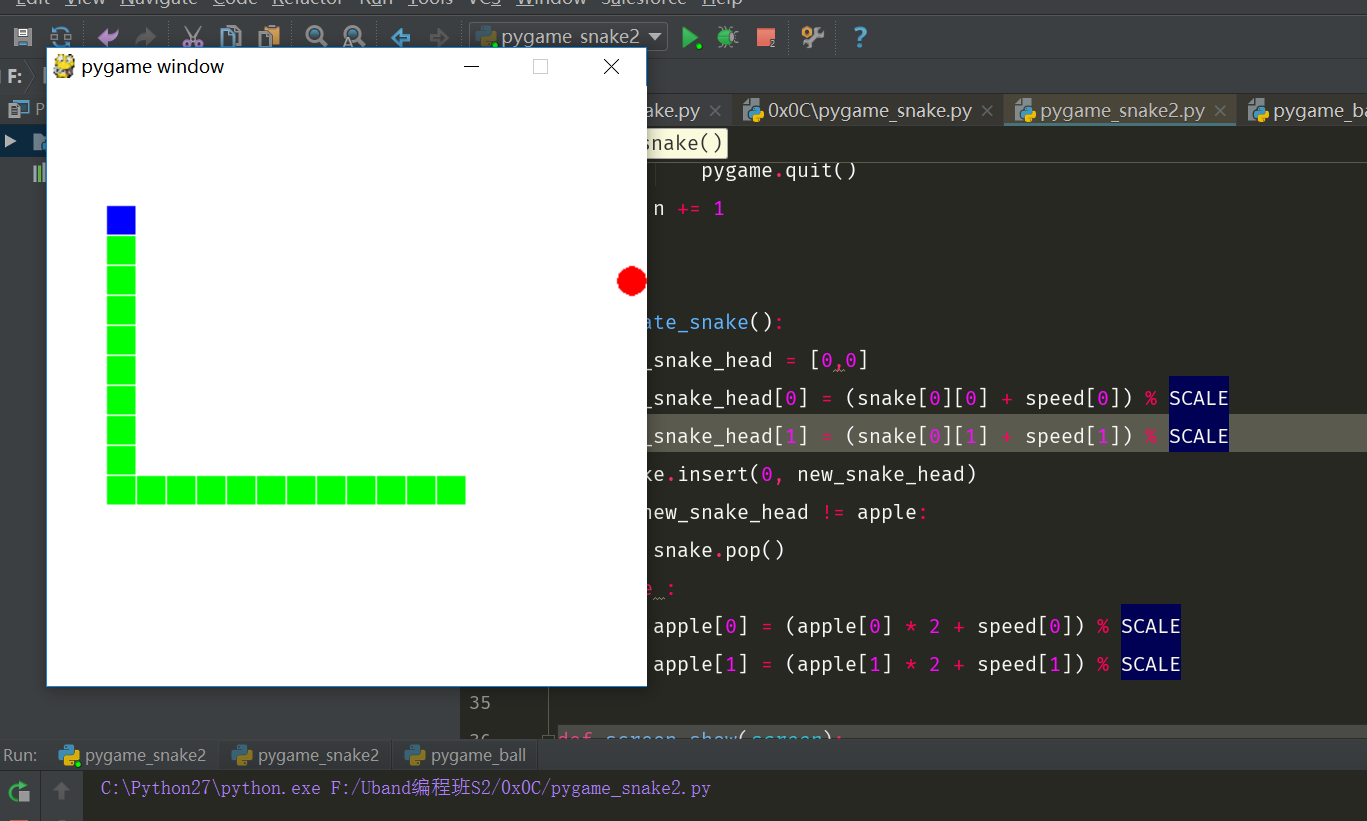 Edit View Navigate Code Refactor Run Tools VCS Window Salesforce Help
pygame_snake2
F:
pygame window
ake.py 0x0C\pygame_snake.py pygame_snake2.py pygame_ba
snake()
pygame.quit()
n += 1
ate_snake():
_snake_head = [0,0]
_snake_head[0] = (snake[0][0] + speed[0]) % SCALE
_snake_head[1] = (snake[0][1] + speed[1]) % SCALE
ke.insert(0, new_snake_head)
new_snake_head != apple:
snake.pop()
e :
apple[0] = (apple[0] * 2 + speed[0]) % SCALE
apple[1] = (apple[1] * 2 + speed[1]) % SCALE
35
36 def screen_show(screen):
Run: pygame_snake2 pygame_snake2 pygame_ball
C:\Python27\python.exe F:/Uband编程班S2/0x0C/pygame_snake2.py